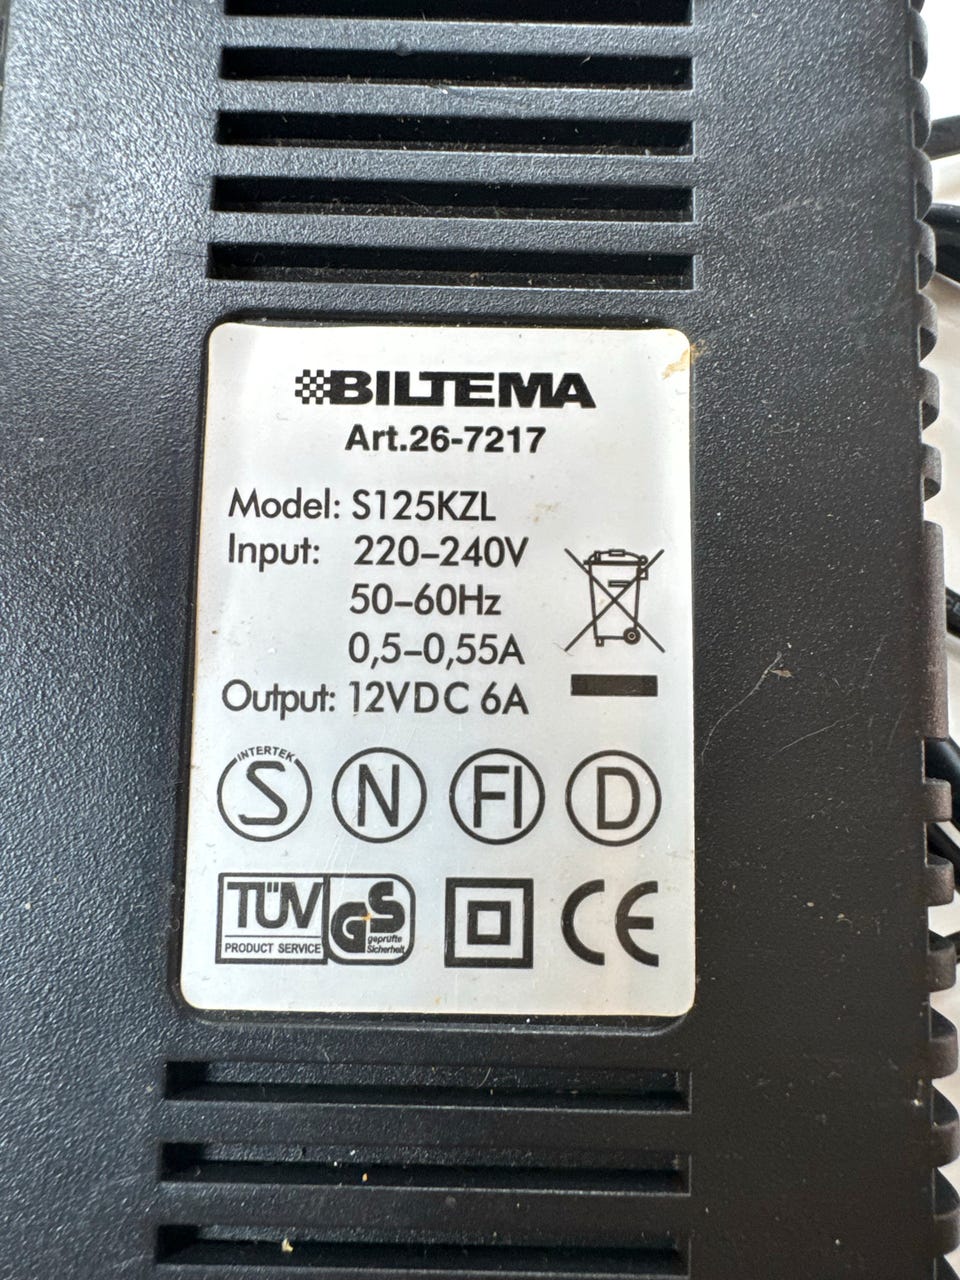 BILTEMA
Art.26-7217
Model: S125KZL
Input: 220-240V
50-60Hz
0,5-0,55A
Output: 12VDC 6A
INTERTEK
S N FI D
TÜV GS
PRODUCT SERVICE geprüfte
Sicherheit
CE